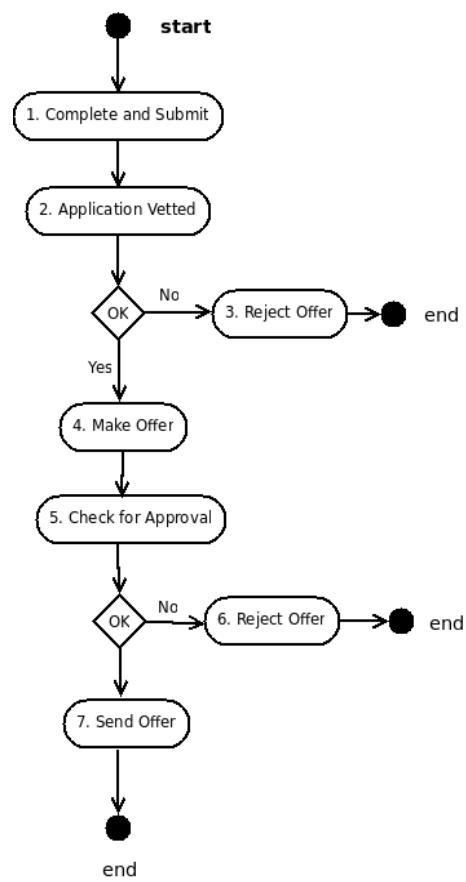 start
1. Complete and Submit
2. Application Vetted
OK
No
3. Reject Offer
end
Yes
4. Make Offer
5. Check for Approval
OK
No
6. Reject Offer
end
7. Send Offer
end